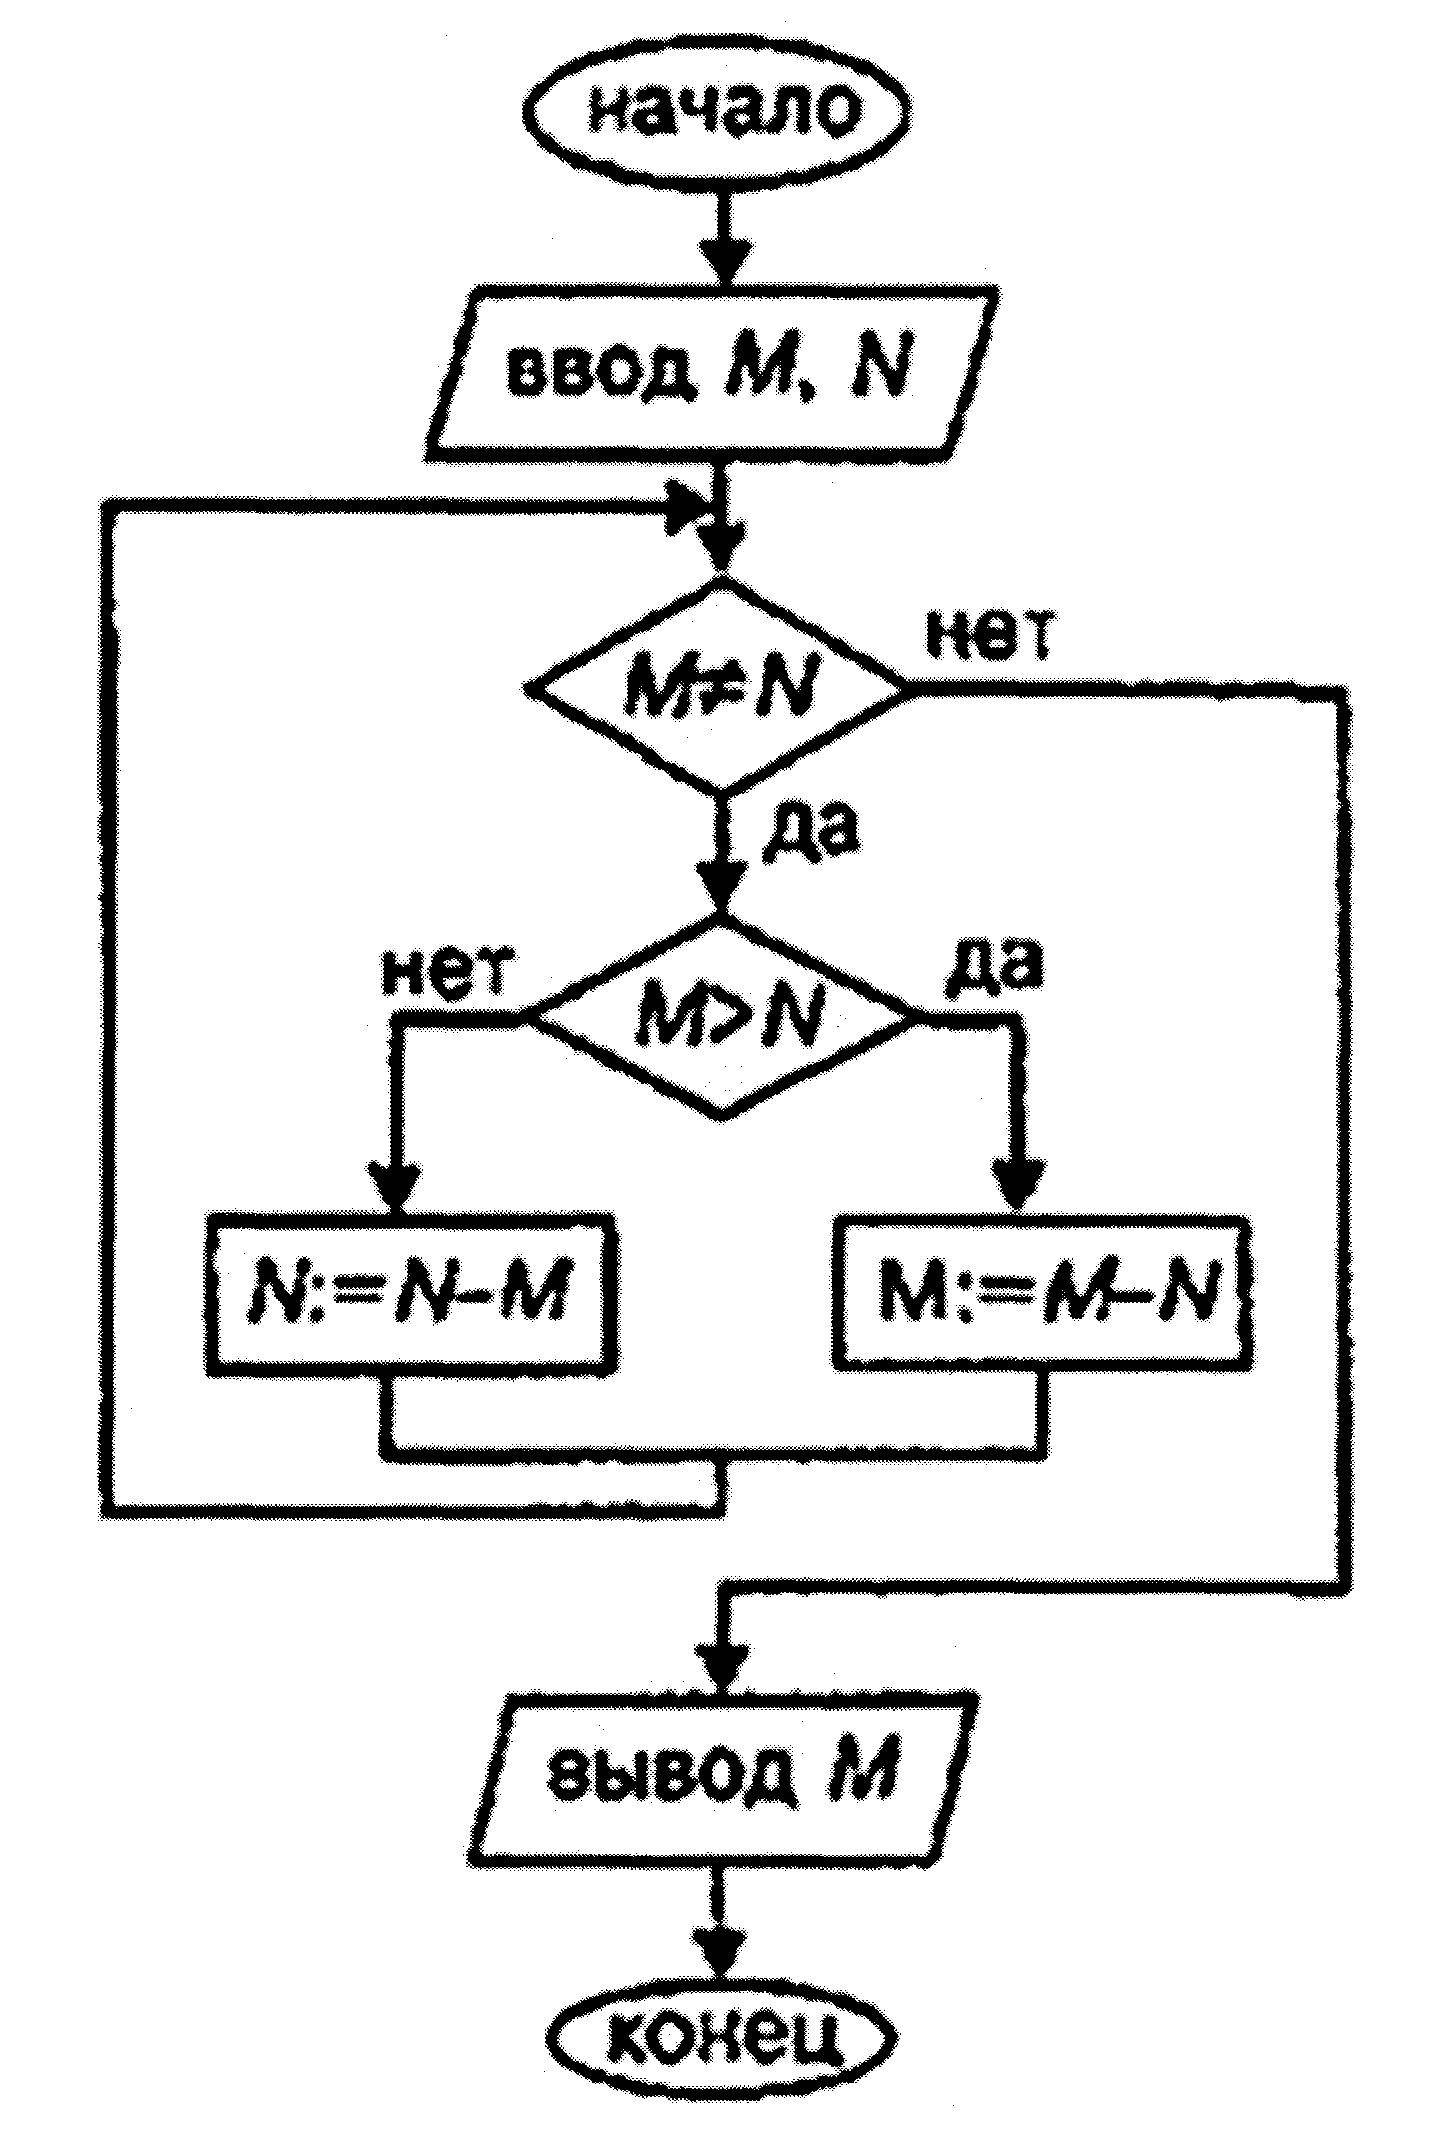 начало
ввод M, N
M≠N
нет
да
M>N
нет
да
N:=N–M
M:=M–N
вывод M
конец